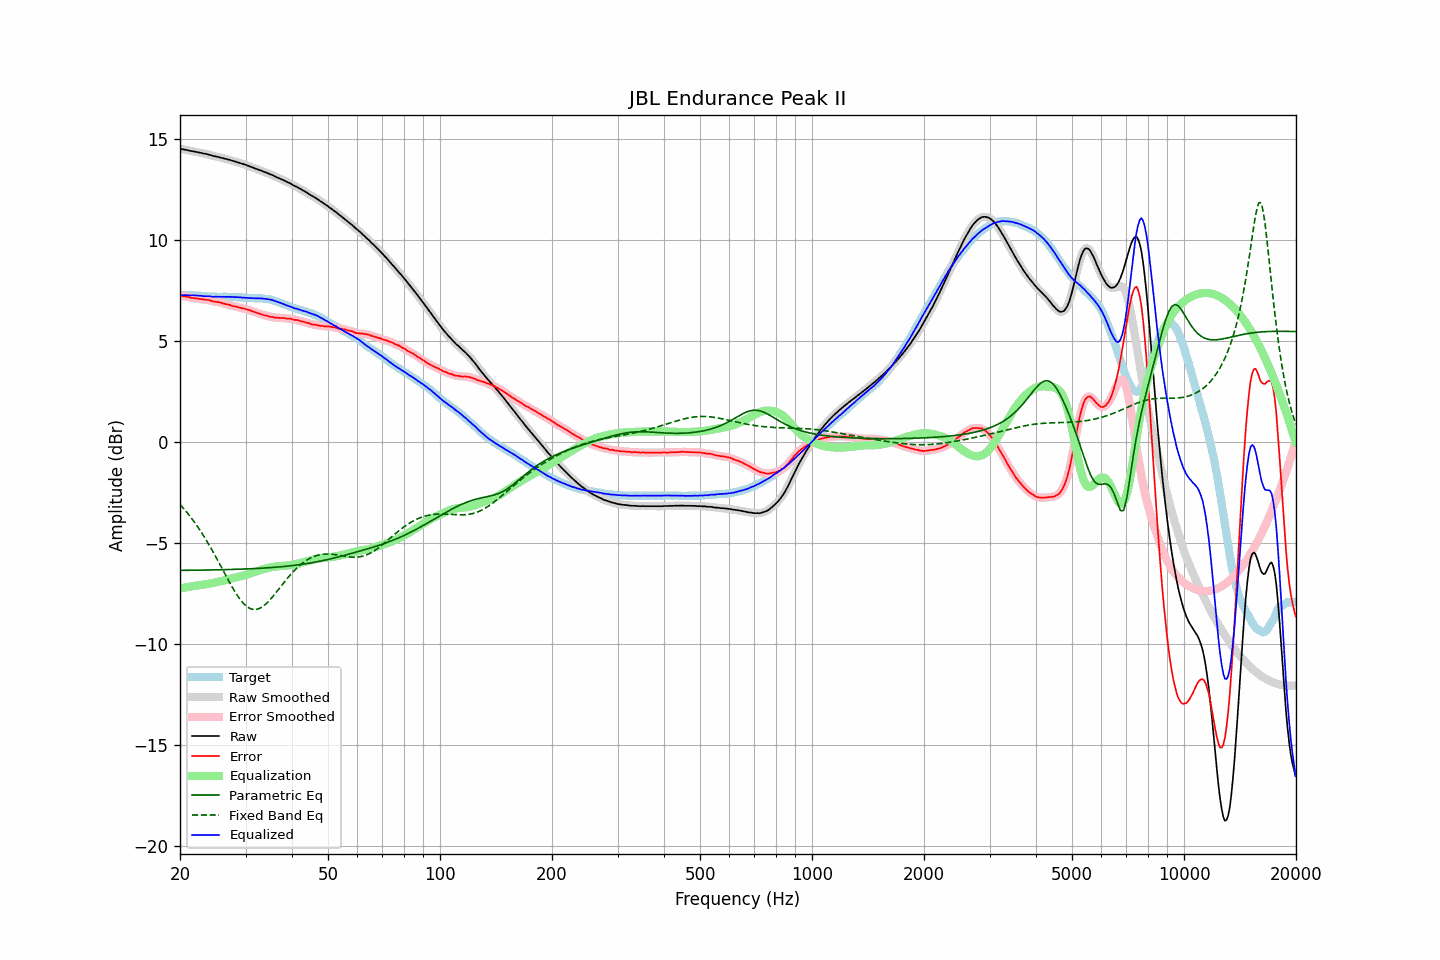 JBL Endurance Peak II
15
10
5
0
−5
−10
−15
−20
Amplitude (dBr)
Target
Raw Smoothed
Error Smoothed
Raw
Error
Equalization
Parametric Eq
Fixed Band Eq
Equalized
20 50 100 200 500 1000 2000 5000 10000 20000
Frequency (Hz)